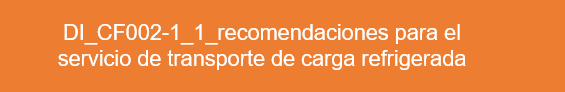 DI_CF002-1_1_recomendaciones para el
servicio de transporte de carga refrigerada